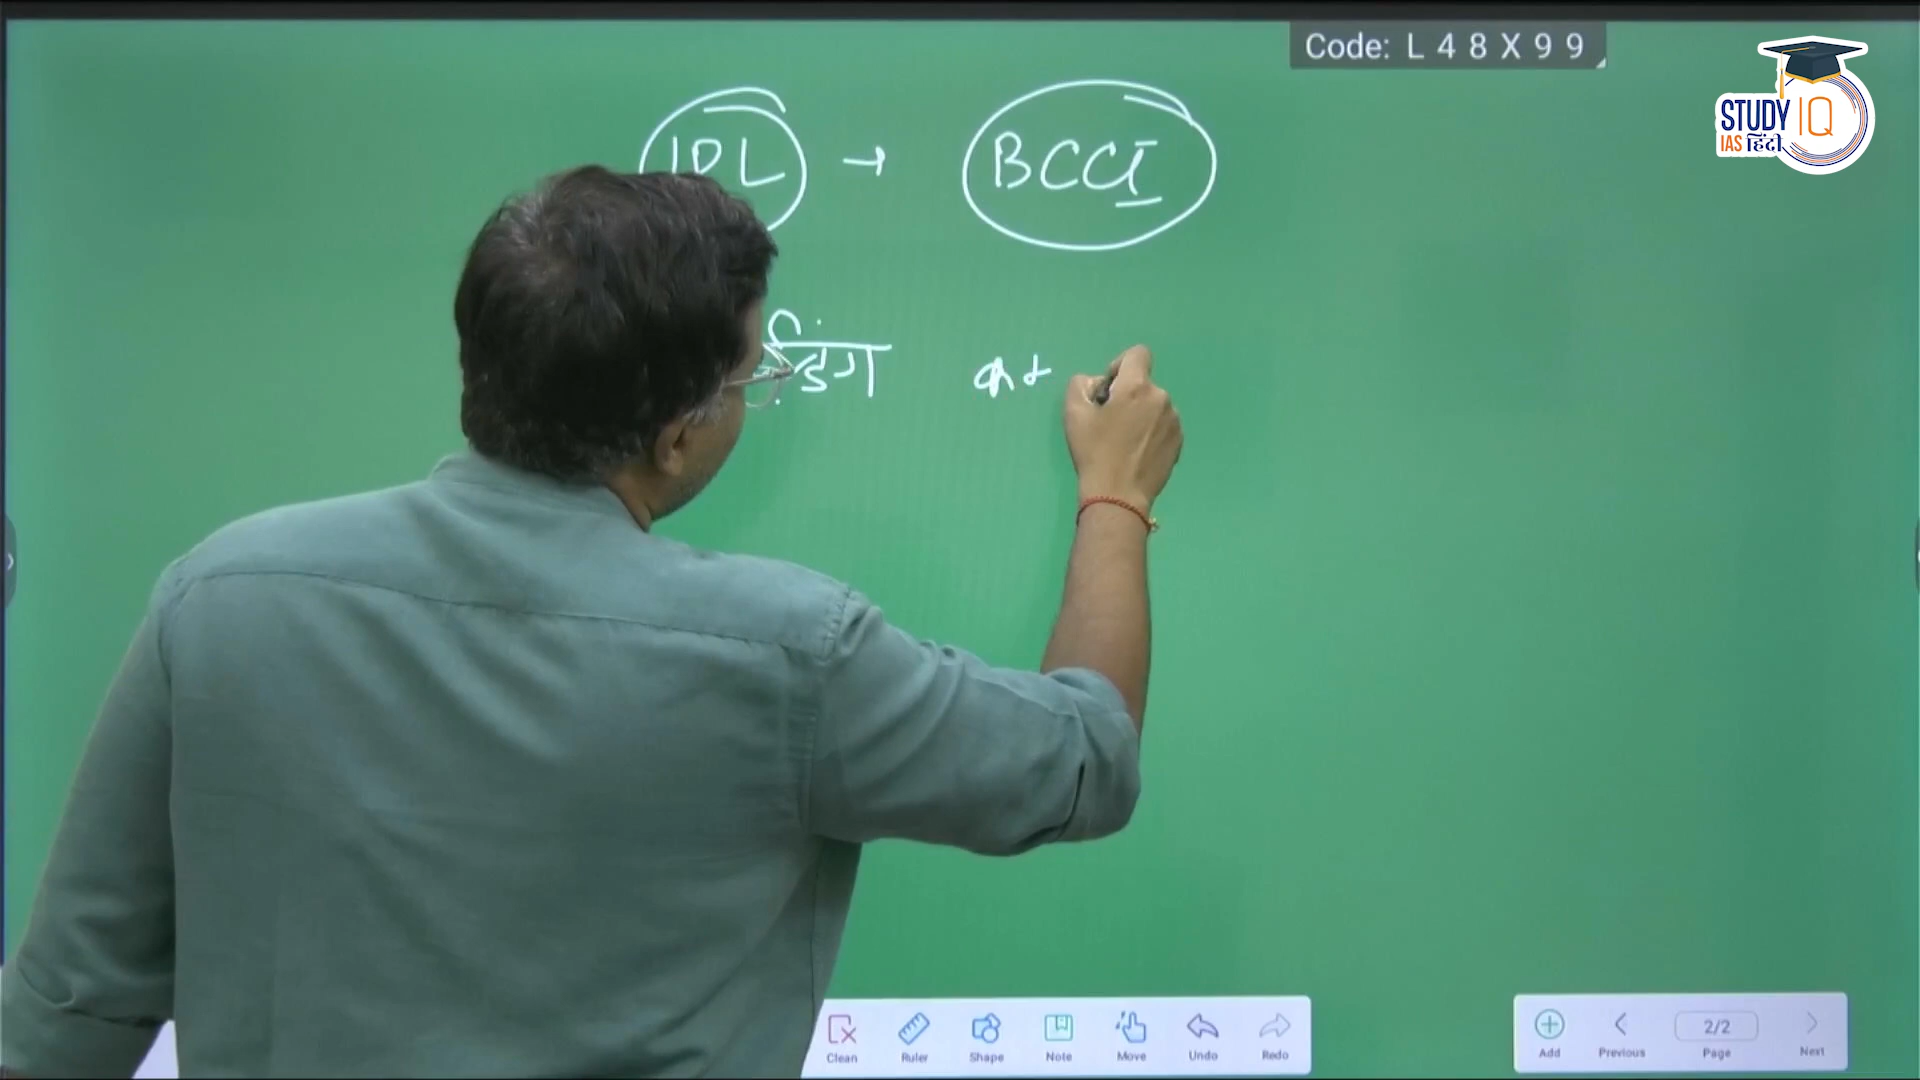 Code: L 4 8 X 9 9
STUDY IQ
IAS हिंदी
IPL → BCCI
Clean Ruler Shape Note Move Undo Redo
Add Previous 2/2 Page Next